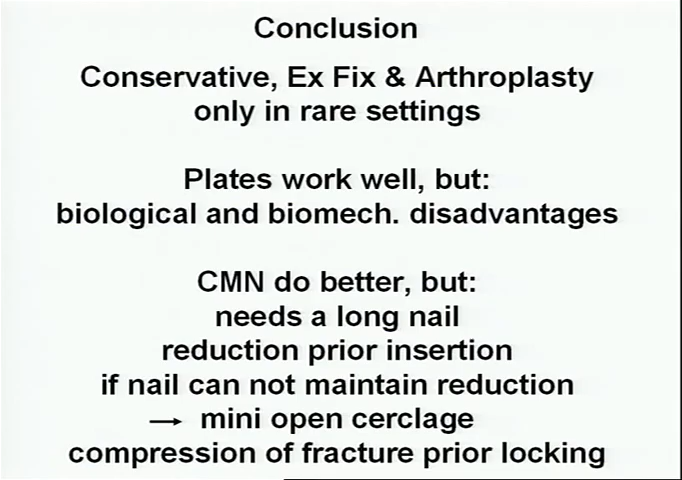 Conclusion
Conservative, Ex Fix & Arthroplasty
only in rare settings
Plates work well, but:
biological and biomech. disadvantages
CMN do better, but:
needs a long nail
reduction prior insertion
if nail can not maintain reduction
→ mini open cerclage
compression of fracture prior locking